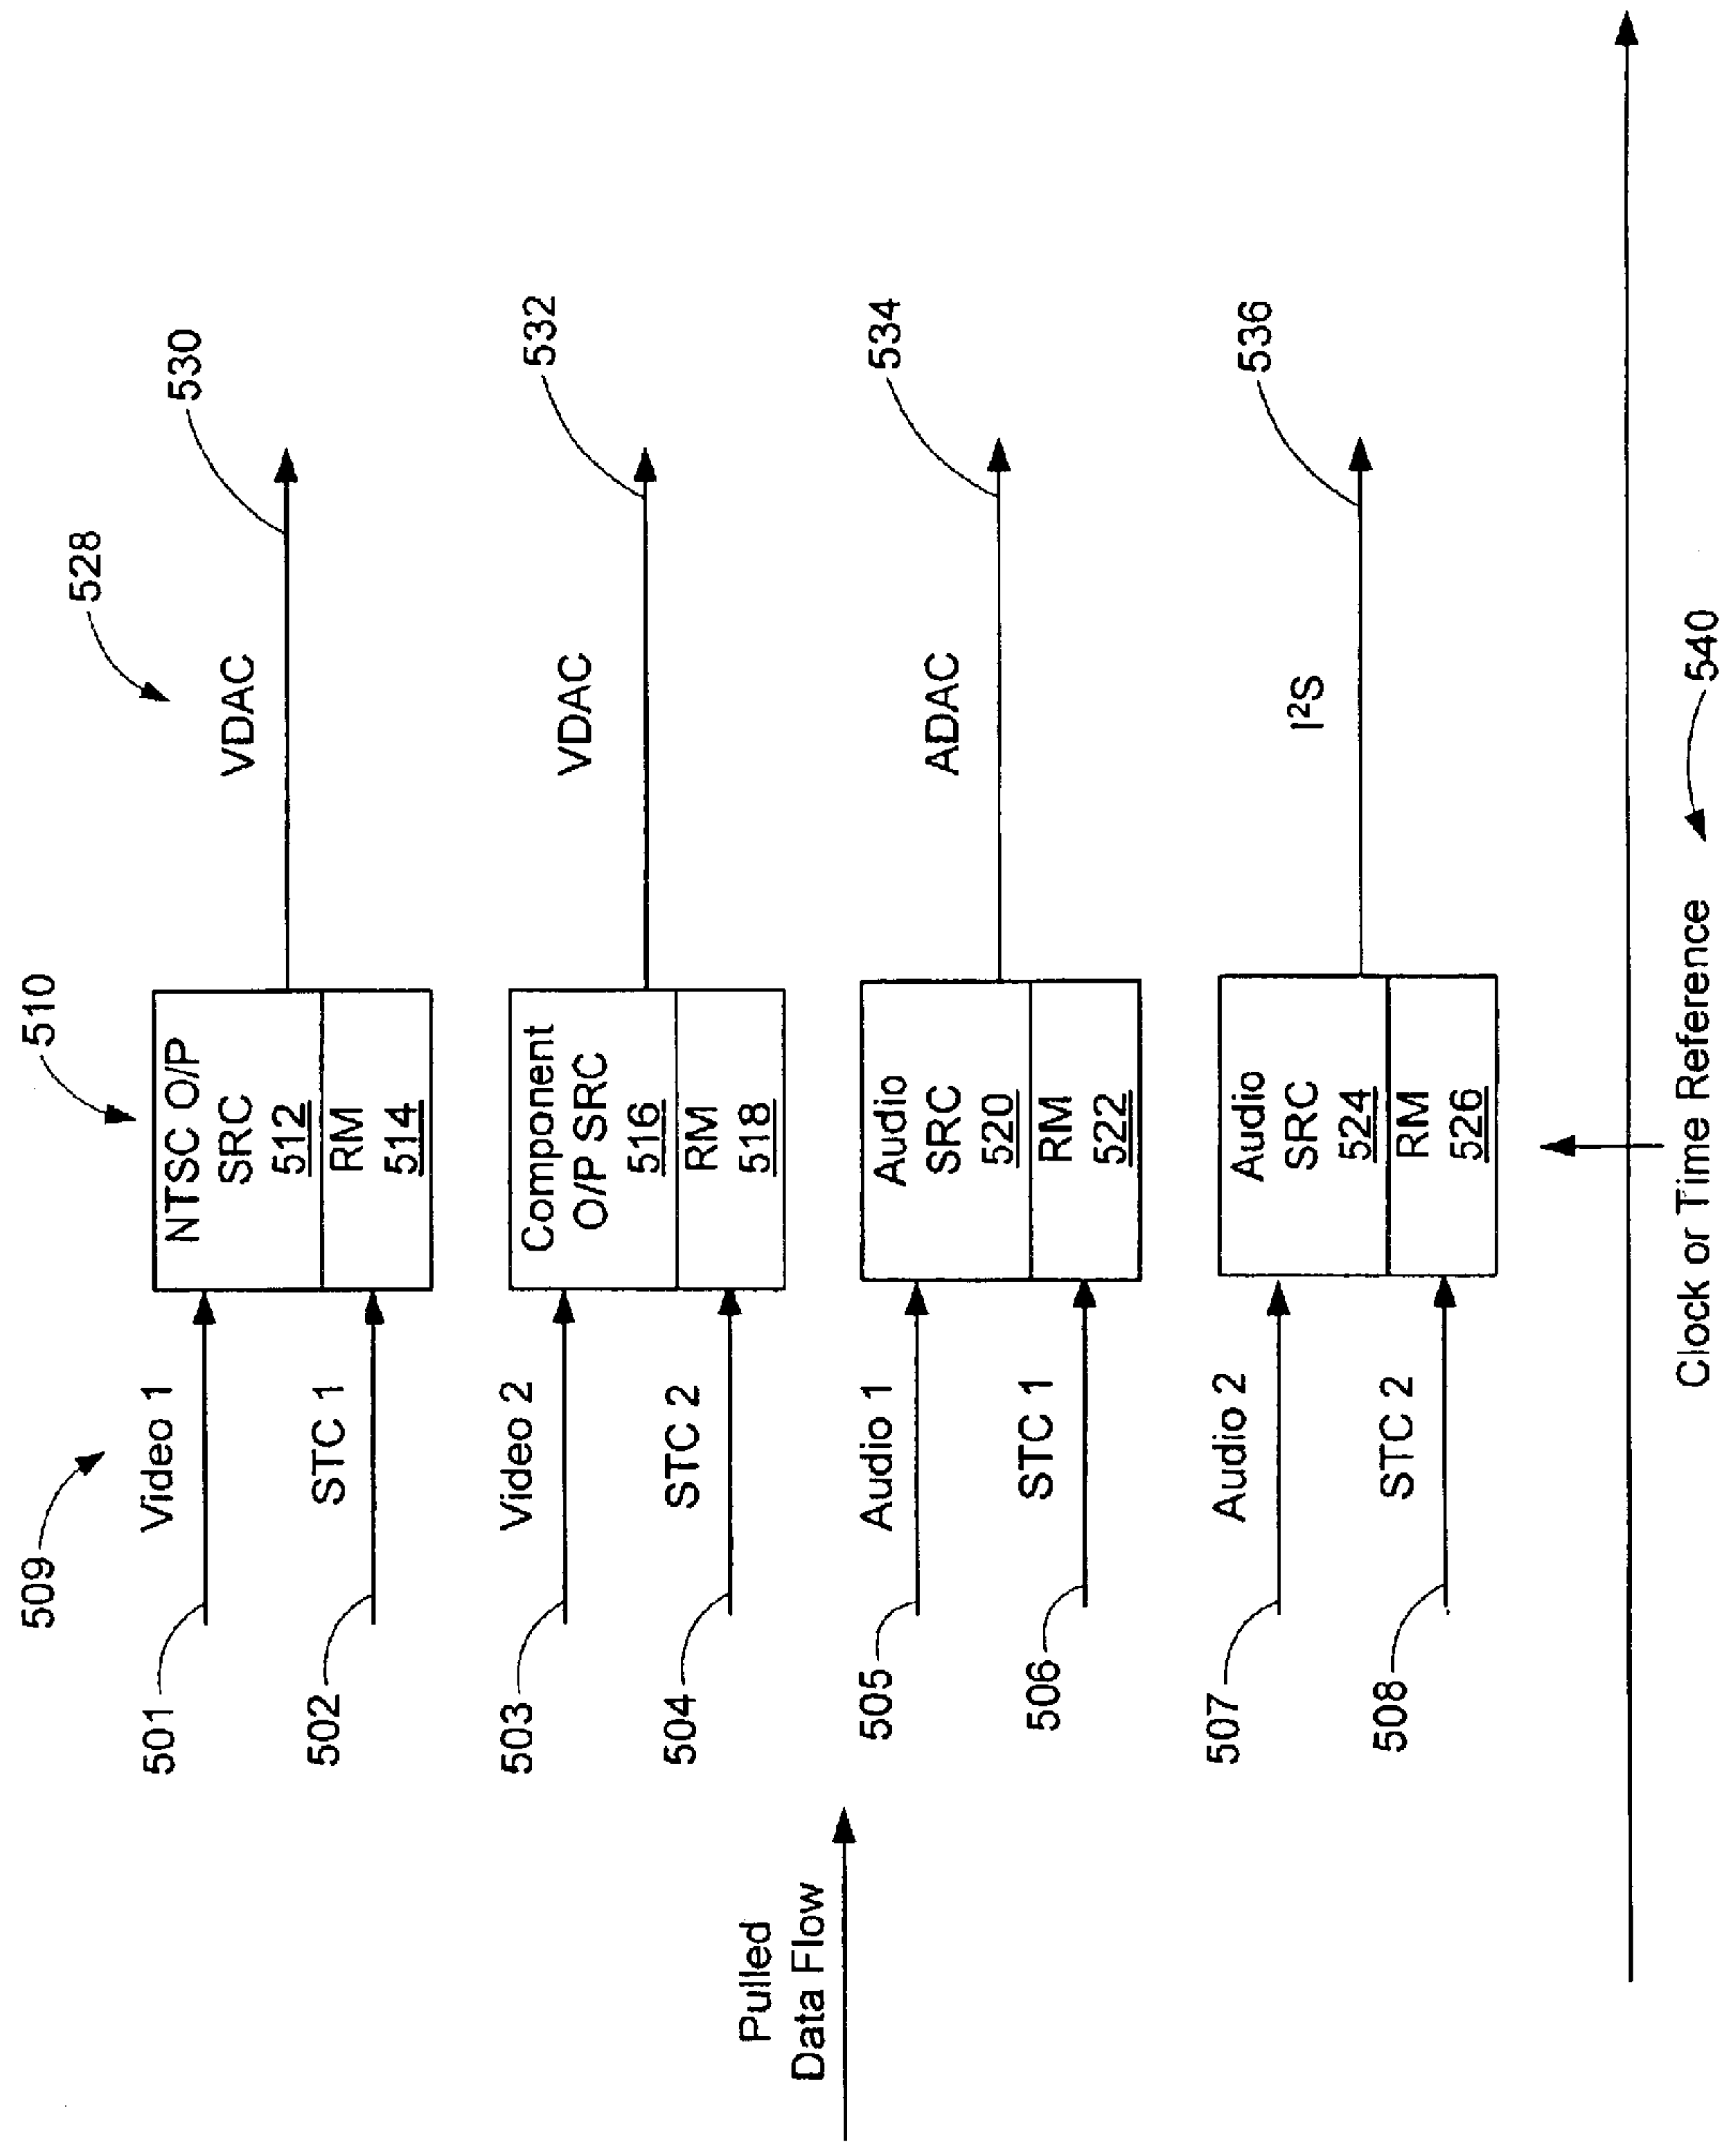 509
510
528
501
Video 1
NTSC O/P
SRC
512
VDAC
530
502
STC 1
RM
514
503
Video 2
Component
O/P SRC
516
VDAC
532
504
STC 2
RM
518
Pulled
Data Flow
505
Audio 1
Audio
SRC
520
ADAC
534
506
STC 1
RM
522
507
Audio 2
Audio
SRC
524
I²S
536
508
STC 2
RM
526
Clock or Time Reference
540